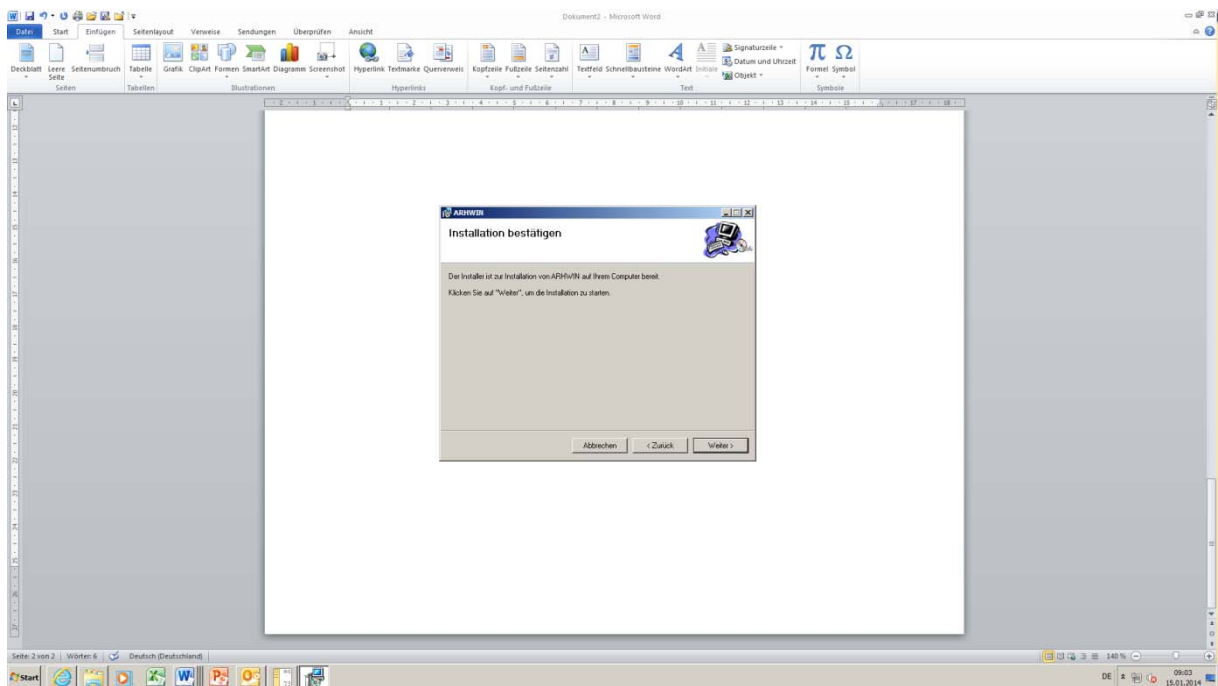 Dokument2 - Microsoft Word
Datei Start Einfügen Seitenlayout Verweise Sendungen Überprüfen Ansicht
Deckblatt Leere Seite Seitenumbruch Tabelle Grafik ClipArt Formen SmartArt Diagramm Screenshot Hyperlink Textmarke Querverweis Kopfzeile Fußzeile Seitenzahl Textfeld Schnellbausteine WordArt Initiale Signaturzeile Datum und Uhrzeit Objekt Formel Symbol
Seiten Tabellen Illustrationen Hyperlinks Kopf- und Fußzeile Text Symbole
ARHWIN
Installation bestätigen
Der Installer ist zur Installation von ARHWIN auf Ihrem Computer bereit.
Klicken Sie auf "Weiter", um die Installation zu starten.
Abbrechen < Zurück Weiter >
Seite: 2 von 2 Wörter: 6 Deutsch (Deutschland) 140 %
Start DE 09:03
15.01.2014